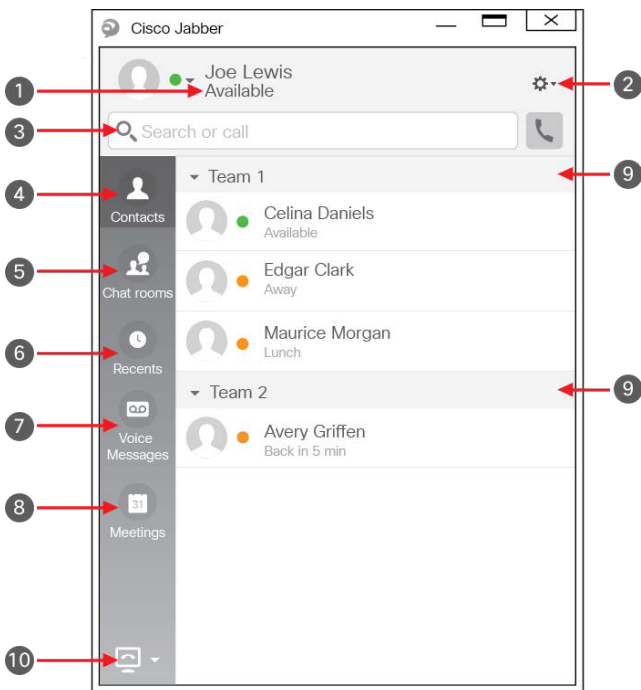 Cisco Jabber
Joe Lewis
1
Available
2
3
Search or call
Team 1
9
4
Contacts
Celina Daniels
Available
5
Chat rooms
Edgar Clark
Away
6
Recents
Maurice Morgan
Lunch
Team 2
9
7
Voice
Messages
Avery Griffen
Back in 5 min
8
31
Meetings
10